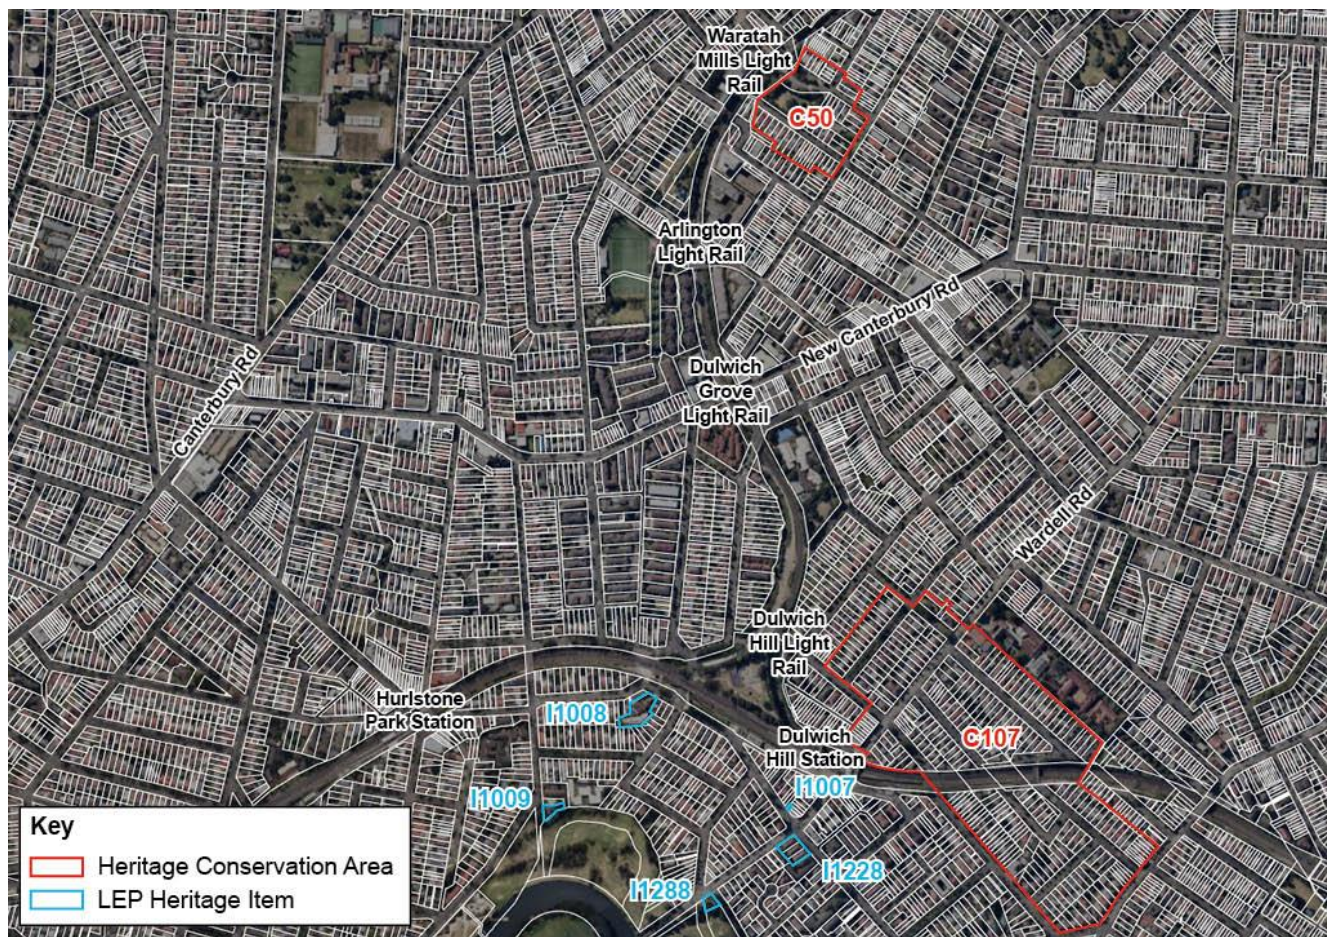 Waratah
Mills Light
Rail
C50
Arlington
Light Rail
New Canterbury Rd
Canterbury Rd
Dulwich
Grove
Light Rail
Wardell Rd
Dulwich
Hill Light
Rail
Hurlstone
Park Station
I1008
C107
Dulwich
Hill Station
I1007
I1009
I1228
I1288
Key
Heritage Conservation Area
LEP Heritage Item